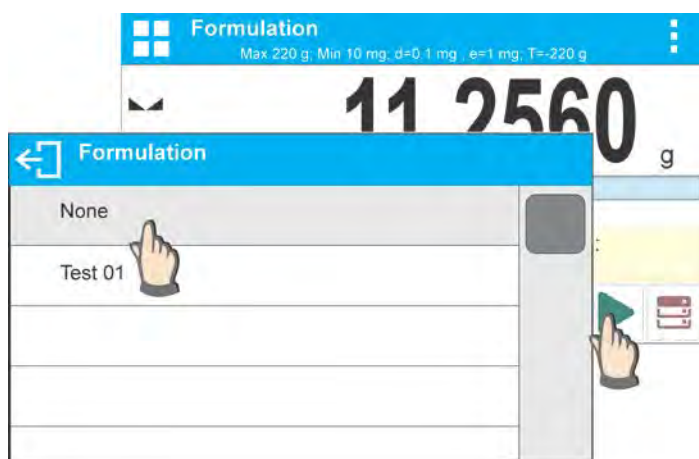 Formulation
Max 220 g; Min 10 mg; d=0.1 mg , e=1 mg; T=-220 g
11.2560
g
Formulation
None
:
Test 01